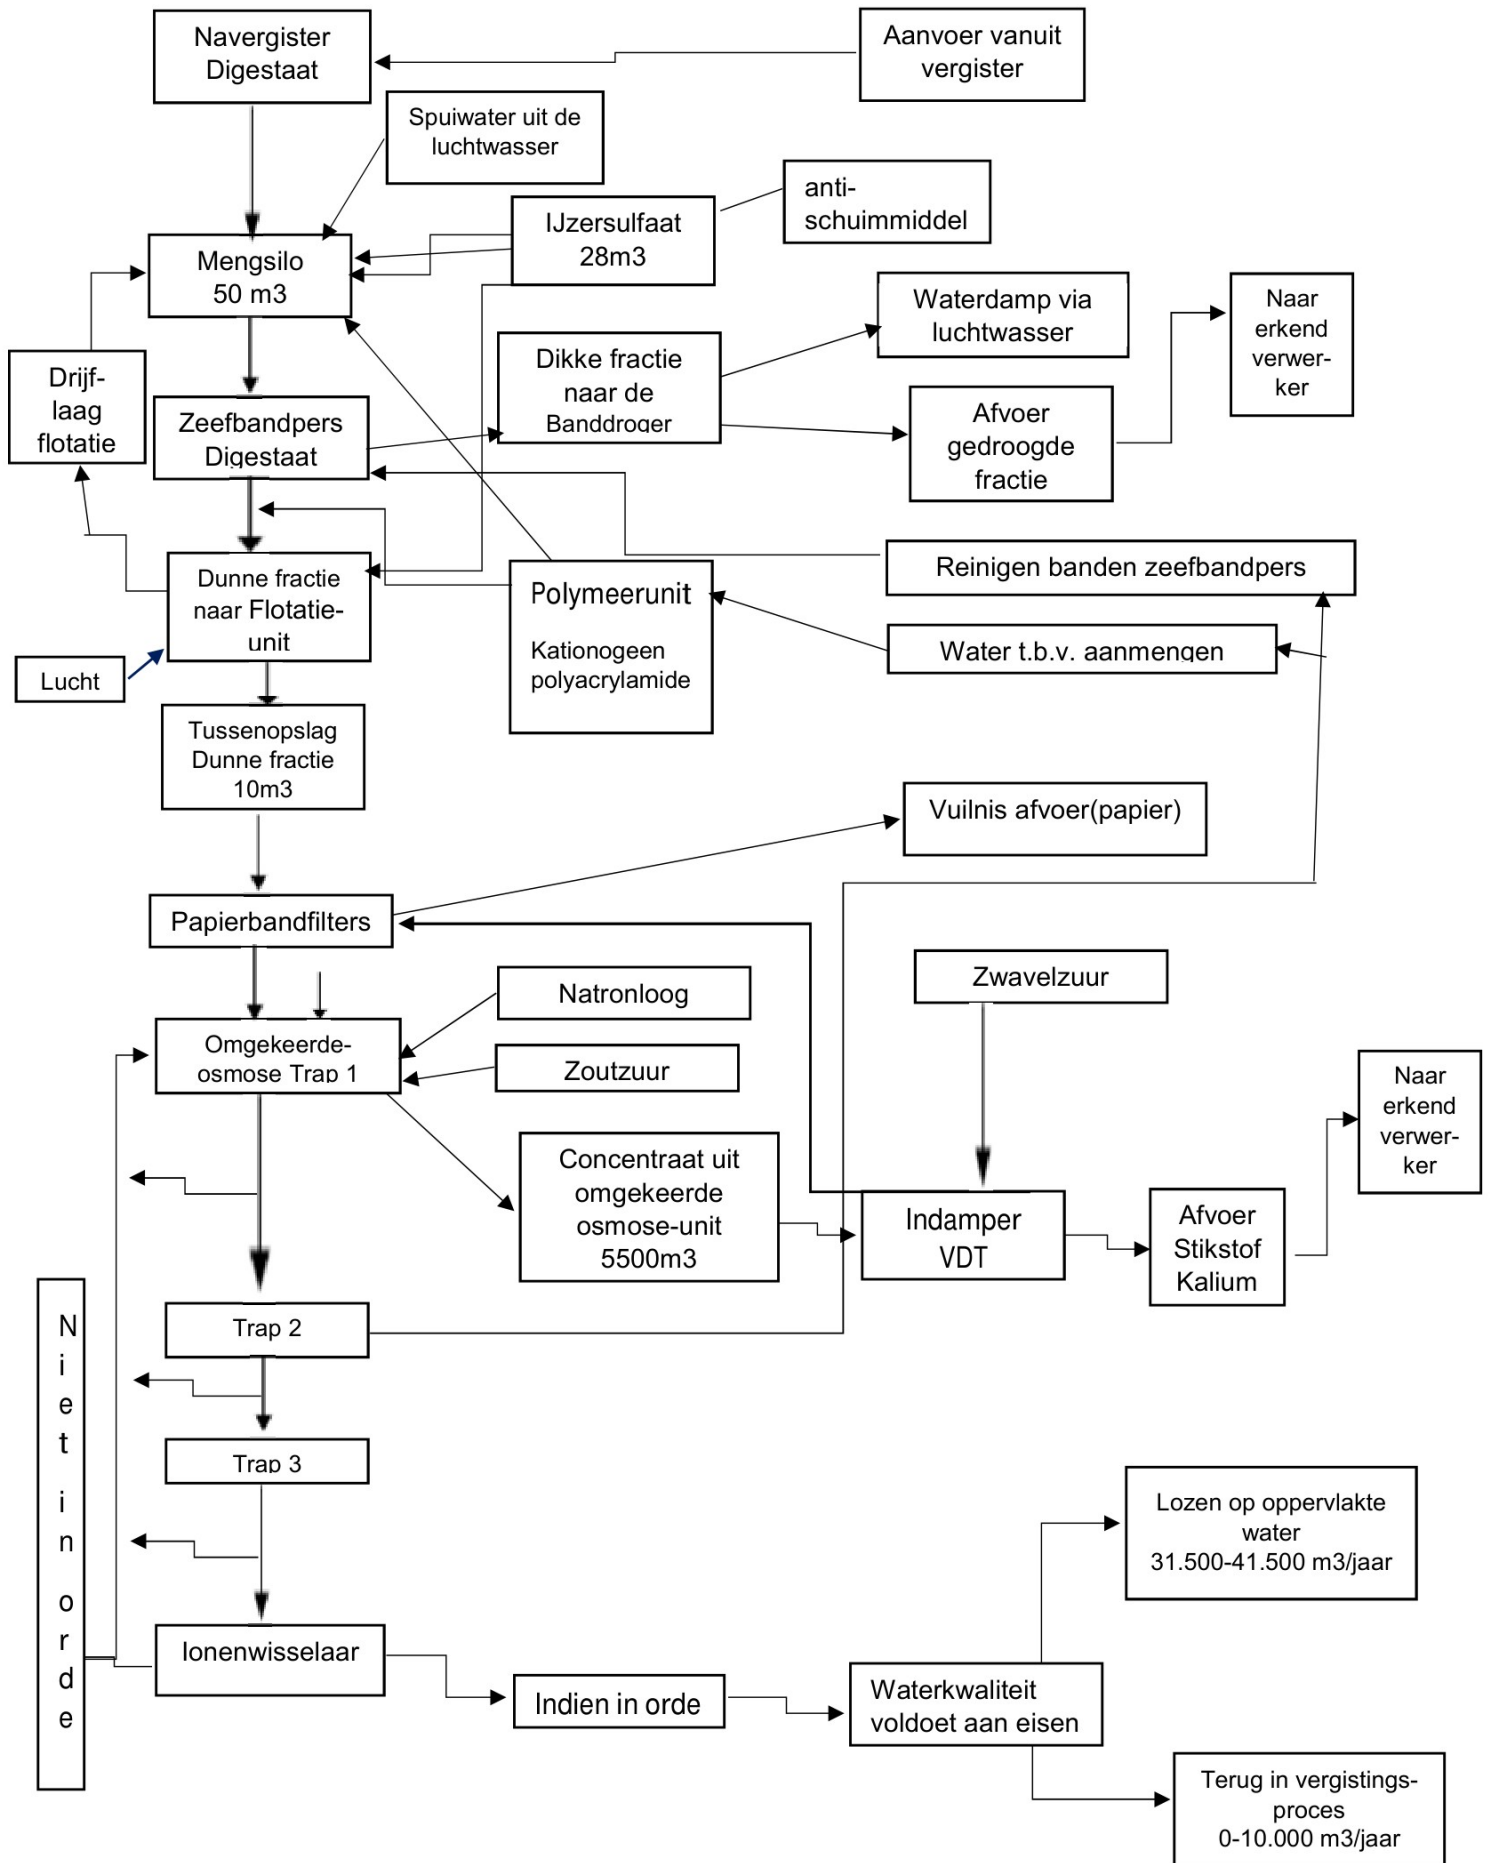 Navergister
Digestaat
Aanvoer vanuit
vergister
Spuiwater uit de
luchtwasser
anti-
schuimmiddel
IJzersulfaat
28m3
Mengsilo
50 m3
Waterdamp via
luchtwasser
Naar
erkend
verwer-
ker
Drijf-
laag
flotatie
Dikke fractie
naar de
Banddroger
Zeefbandpers
Digestaat
Afvoer
gedroogde
fractie
Reinigen banden zeefbandpers
Dunne fractie
naar Flotatie-
unit
Polymeerunit
Kationogeen
polyacrylamide
Water t.b.v. aanmengen
Lucht
Tussenopslag
Dunne fractie
10m3
Vuilnis afvoer(papier)
Papierbandfilters
Zwavelzuur
Natronloog
Omgekeerde-
osmose Trap 1
Zoutzuur
Naar
erkend
verwer-
ker
Concentraat uit
omgekeerde
osmose-unit
5500m3
Indamper
VDT
Afvoer
Stikstof
Kalium
Trap 2
N
i
e
t
i
n
o
r
d
e
Trap 3
Lozen op oppervlakte
water
31.500-41.500 m3/jaar
Ionenwisselaar
Indien in orde
Waterkwaliteit
voldoet aan eisen
Terug in vergistings-
proces
0-10.000 m3/jaar